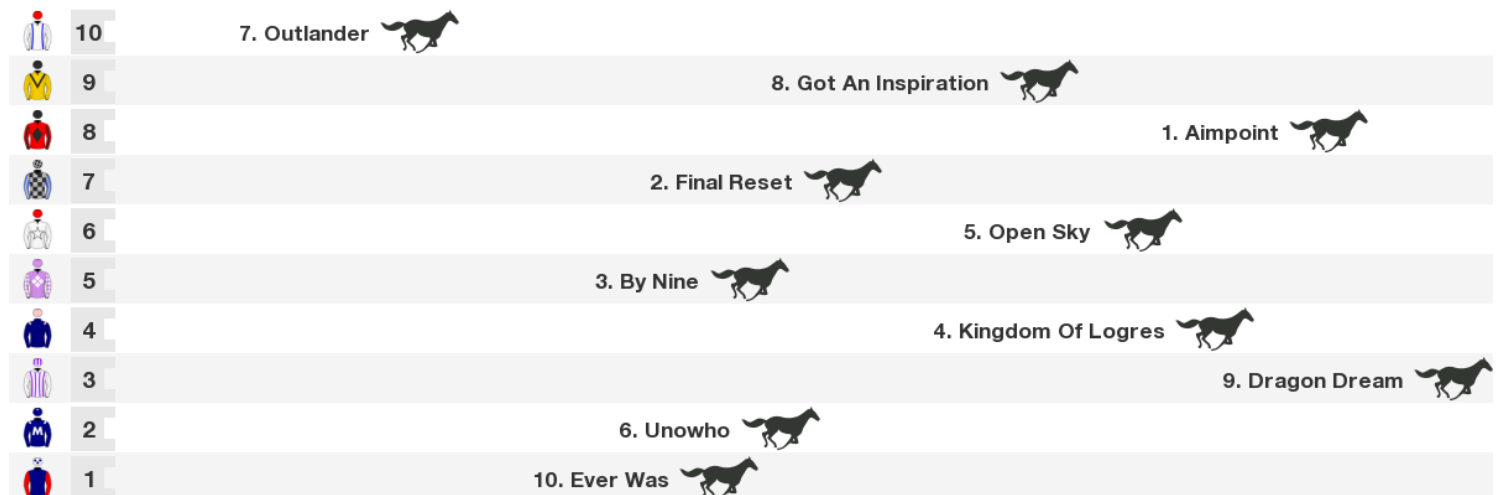 10 7. Outlander
9 8. Got An Inspiration
8 1. Aimpoint
7 2. Final Reset
6 5. Open Sky
5 3. By Nine
4 4. Kingdom Of Logres
3 9. Dragon Dream
M
2 6. Unowho
1 10. Ever Was